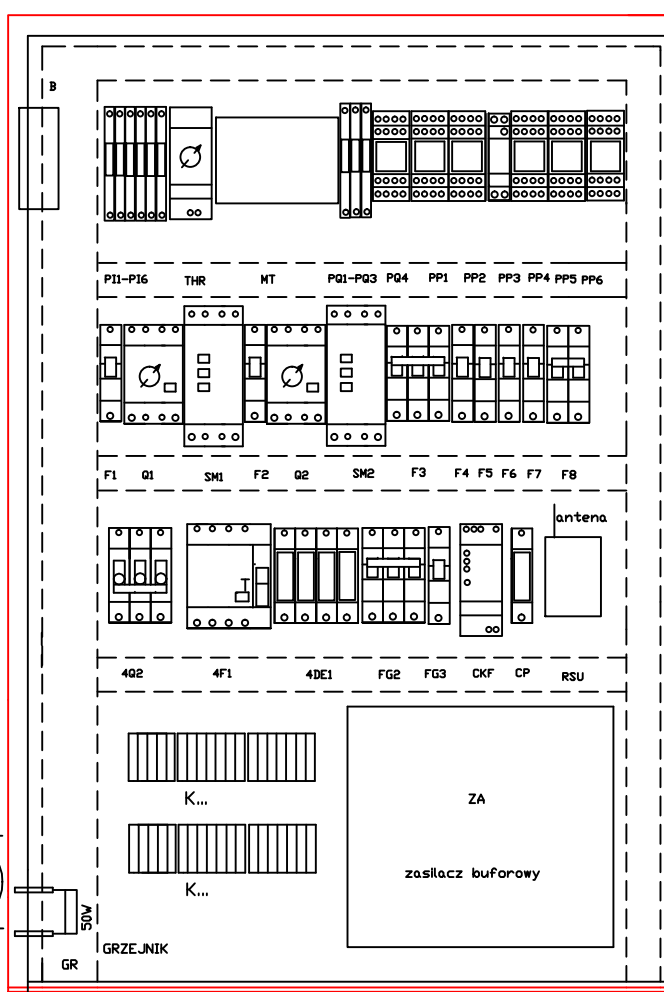 B
PI1-PI6 THR MT PQ1-PQ3 PQ4 PP1 PP2 PP3 PP4 PP5 PP6
F1 Q1 SM1 F2 Q2 SM2 F3 F4 F5 F6 F7 F8
antena
4Q2 4F1 4DE1 FG2 FG3 CKF CP RSU
K...
ZA
K...
zasilacz buforowy
50W
GRZEJNIK
GR